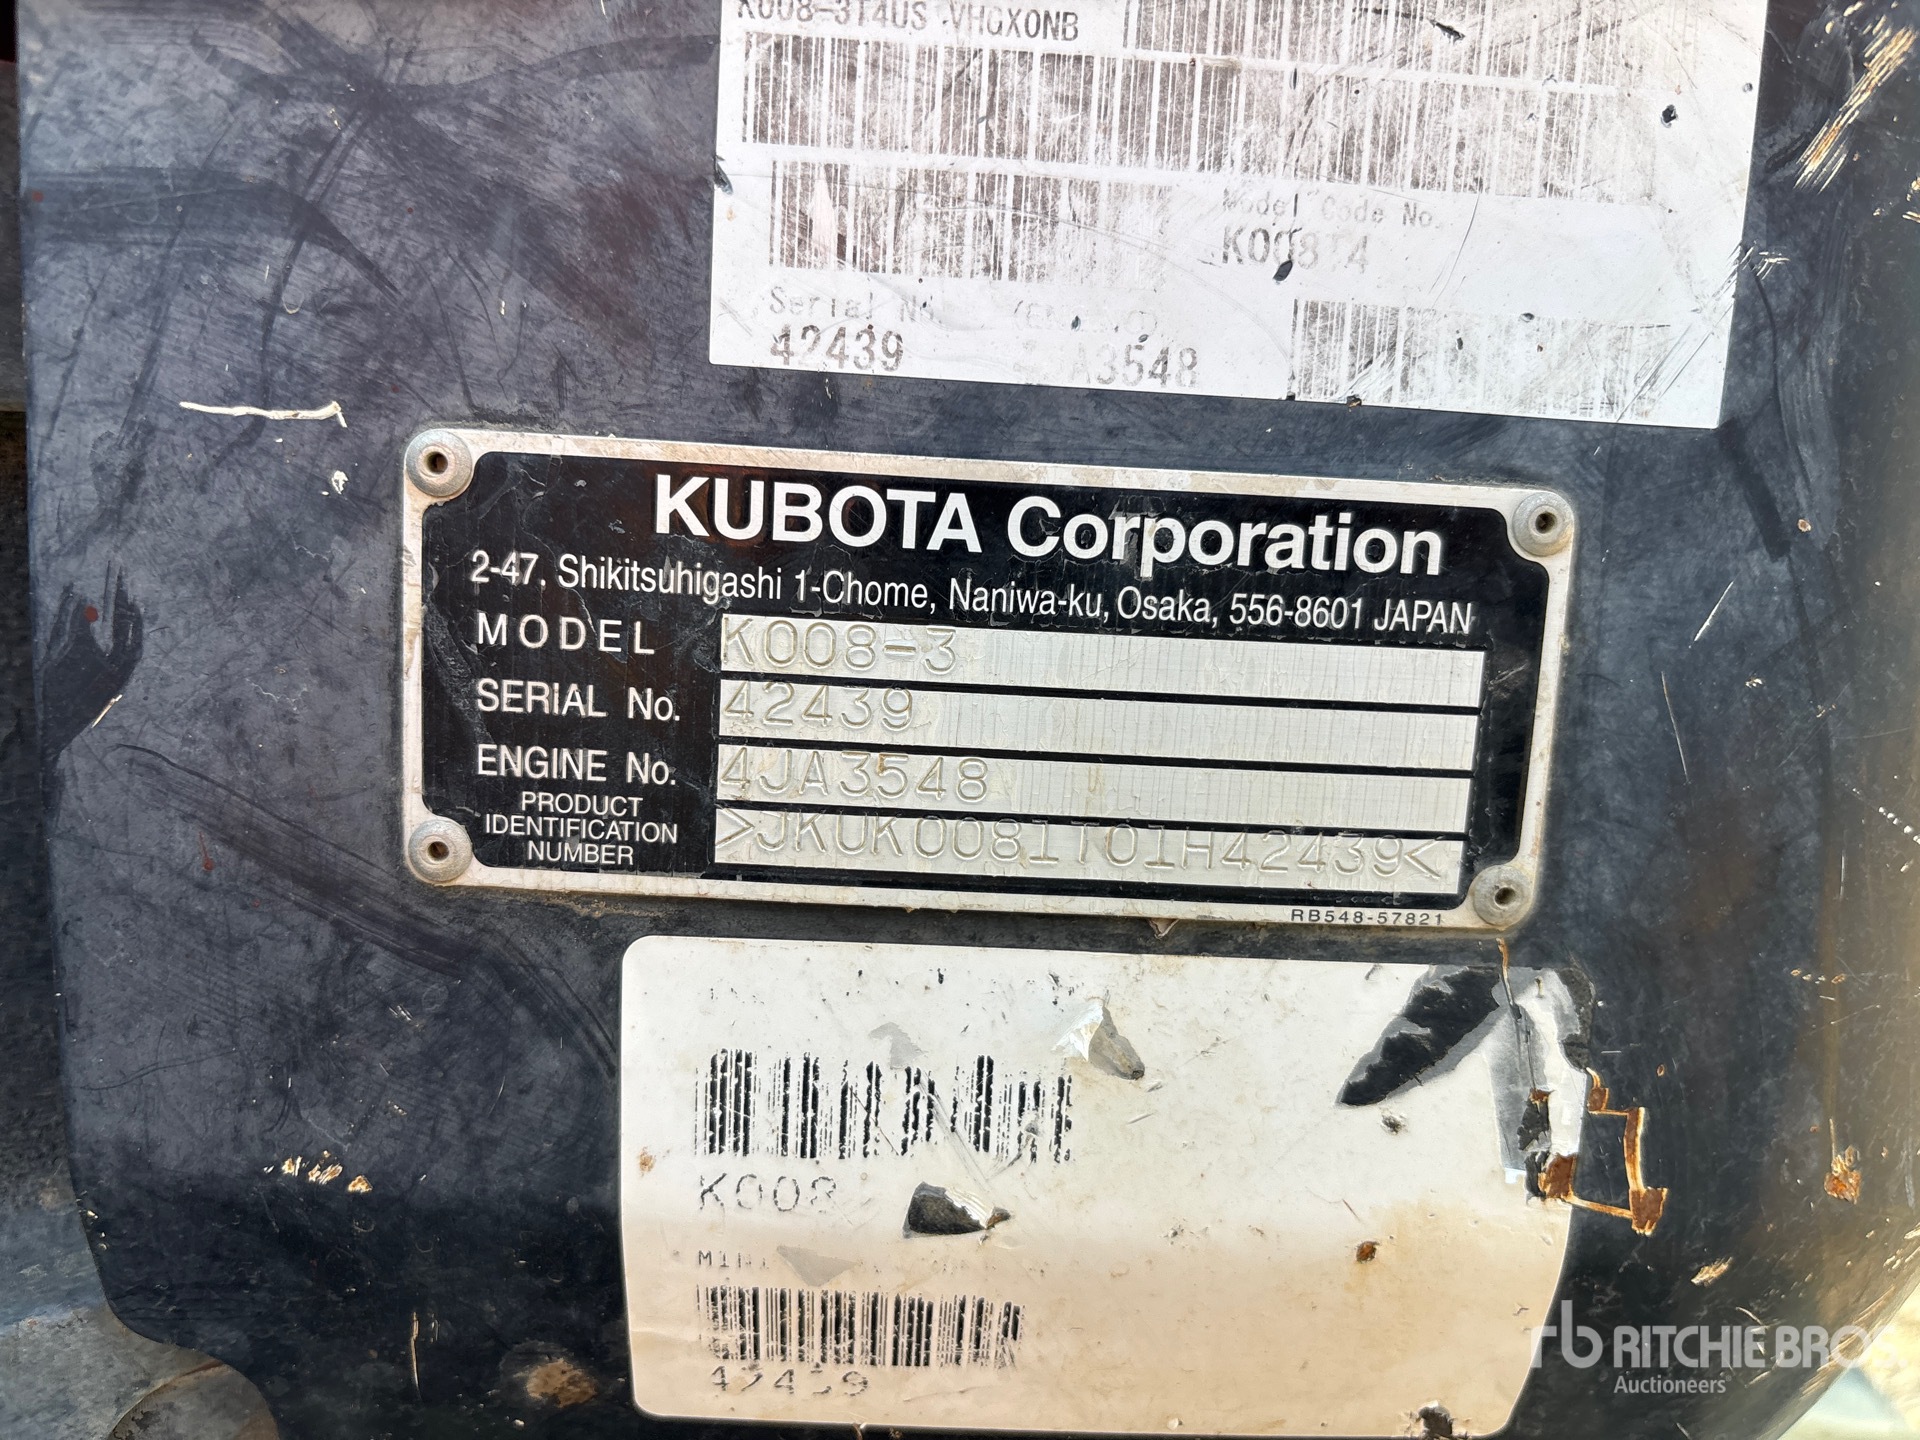 K008-3T4US VHGX0NB
Model Code No.
K008T4
Serial No.
42439 A3548
KUBOTA Corporation
2-47, Shikitsuhigashi 1-Chome, Naniwa-ku, Osaka, 556-8601 JAPAN
MODEL K008-3
SERIAL No. 42439
ENGINE No. 4JA3548
PRODUCT
IDENTIFICATION
NUMBER >JKUK0081T01H42439<
RB548-57821
K008
42439
rb RITCHIE BROS
Auctioneers